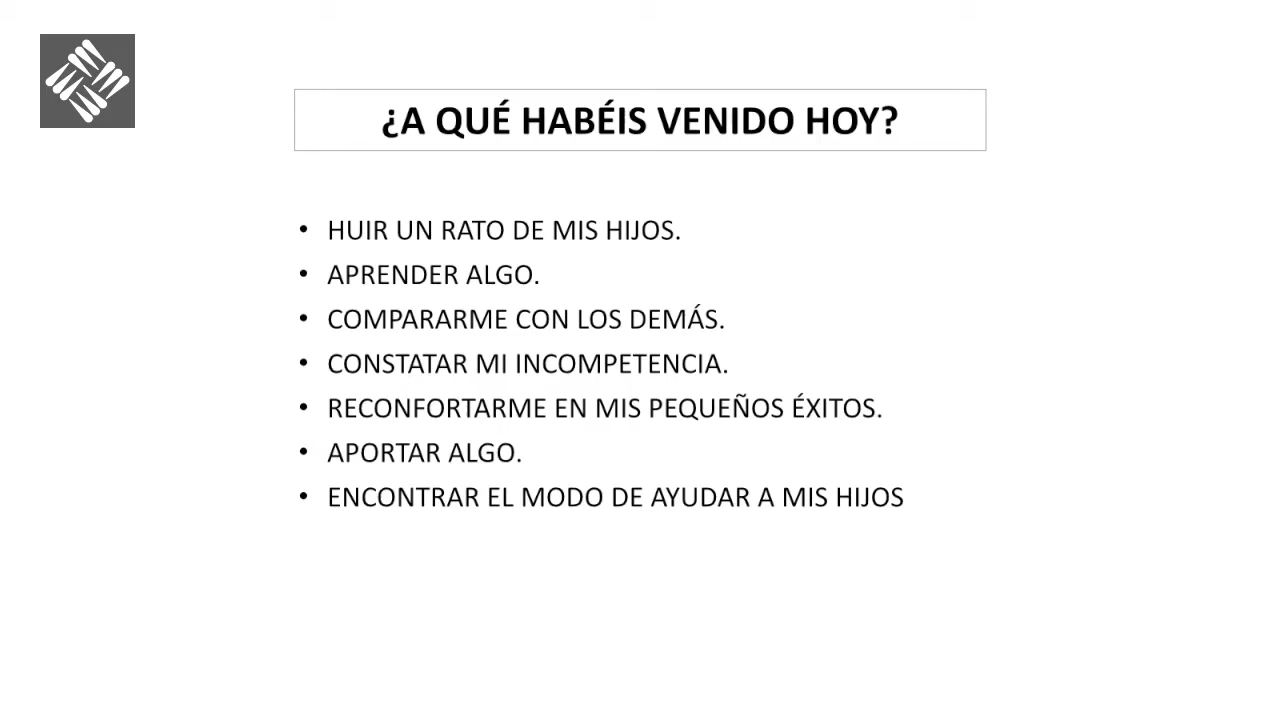 ¿A QUÉ HABÉIS VENIDO HOY?
• HUIR UN RATO DE MIS HIJOS.
• APRENDER ALGO.
• COMPARARME CON LOS DEMÁS.
• CONSTATAR MI INCOMPETENCIA.
• RECONFORTARME EN MIS PEQUEÑOS ÉXITOS.
• APORTAR ALGO.
• ENCONTRAR EL MODO DE AYUDAR A MIS HIJOS